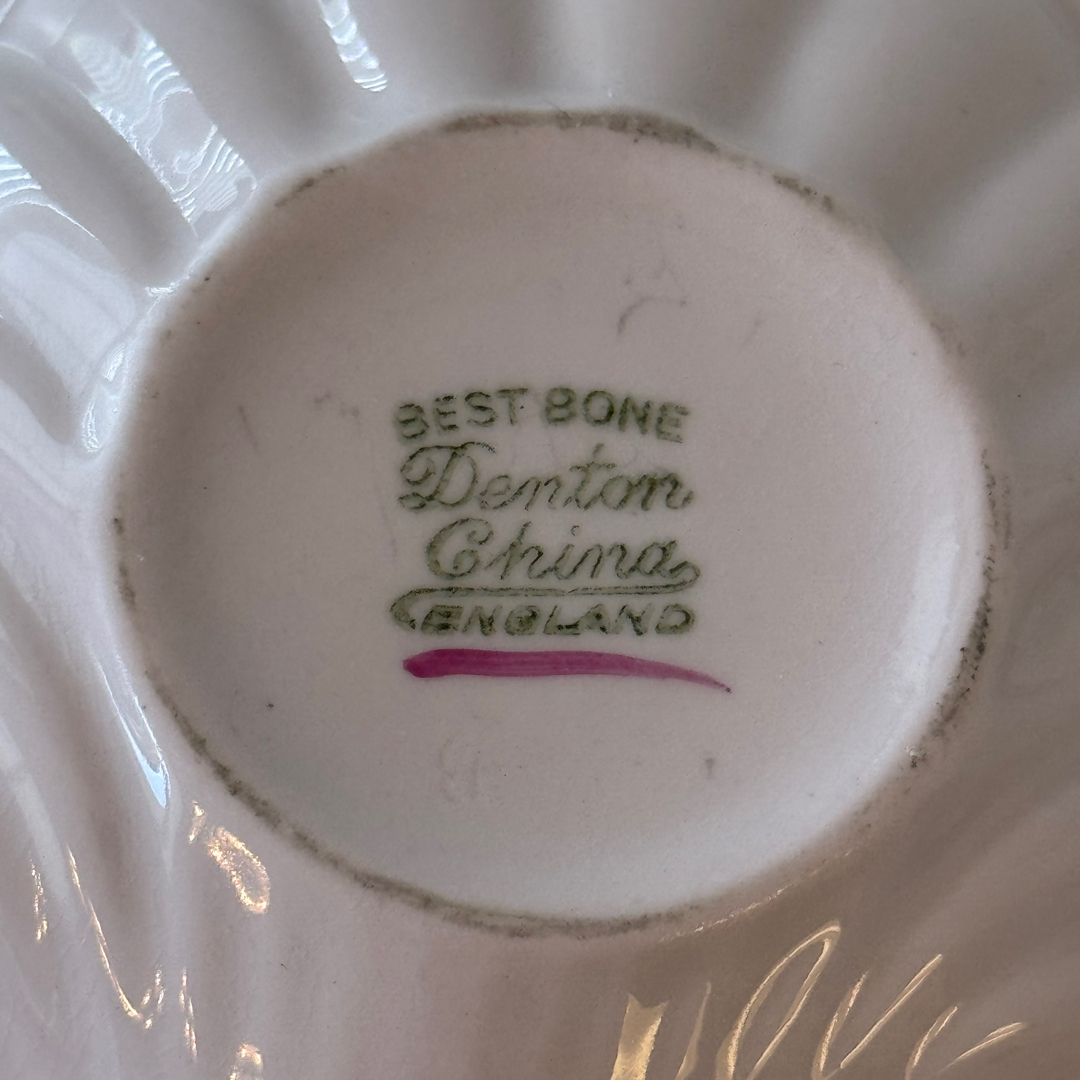 BEST BONE
Denton
China
ENGLAND